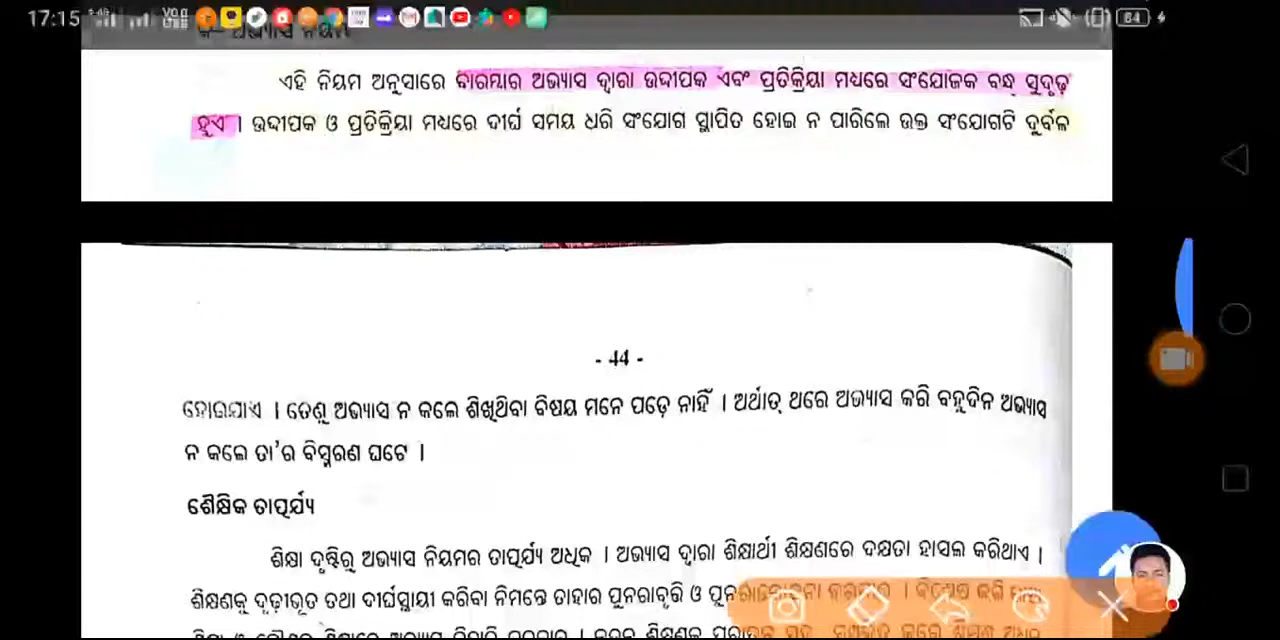 17:15
64
କ- ଅଭ୍ୟାସ ନିୟମ
ଏହି ନିୟମ ଅନୁସାରେ ବାରମ୍ବାର ଅଭ୍ୟାସ ଦ୍ୱାରା ଉଦ୍ଦୀପକ ଏବଂ ପ୍ରତିକ୍ରିୟା ମଧ୍ୟରେ ସଂଯୋଜକ ବନ୍ଧ ସୁଦୃଢ଼
ହୁଏ । ଉଦ୍ଦୀପକ ଓ ପ୍ରତିକ୍ରିୟା ମଧ୍ୟରେ ଦୀର୍ଘ ସମୟ ଧରି ସଂଯୋଗ ସ୍ଥାପିତ ହୋଇ ନ ପାରିଲେ ଉକ୍ତ ସଂଯୋଗଟି ଦୁର୍ବଳ
- 44 -
ହୋଇଯାଏ । ତେଣୁ ଅଭ୍ୟାସ ନ କଲେ ଶିଖିଥିବା ବିଷୟ ମନେ ପଡ଼େ ନାହିଁ । ଅର୍ଥାତ୍ ଥରେ ଅଭ୍ୟାସ କରି ବହୁଦିନ ଅଭ୍ୟାସ
ନ କଲେ ତା'ର ବିସ୍ମରଣ ଘଟେ ।
ଶୈକ୍ଷିକ ତାତ୍ପର୍ଯ୍ୟ
ଶିକ୍ଷା ଦୃଷ୍ଟିରୁ ଅଭ୍ୟାସ ନିୟମର ତାତ୍ପର୍ଯ୍ୟ ଅଧିକ । ଅଭ୍ୟାସ ଦ୍ୱାରା ଶିକ୍ଷାର୍ଥୀ ଶିକ୍ଷଣରେ ଦକ୍ଷତା ହାସଲ କରିଥାଏ ।
ଶିକ୍ଷଣକୁ ଦୃଢ଼ୀଭୂତ ତଥା ଦୀର୍ଘସ୍ଥାୟୀ କରିବା ନିମନ୍ତେ ତାହାର ପୁନରାବୃତ୍ତି ଓ